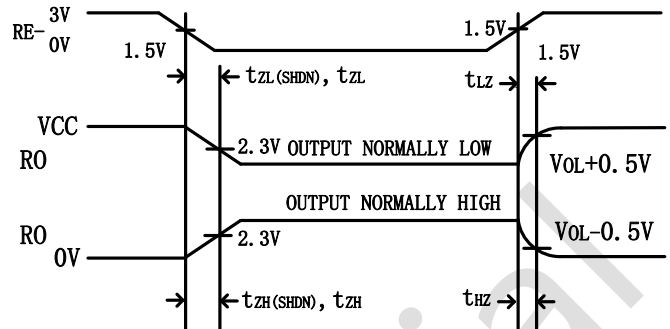 3V
RE-
0V
1.5V
1.5V
1.5V
tZL(SHDN), tZL
tLZ
VCC
2.3V OUTPUT NORMALLY LOW
RO
VOL+0.5V
OUTPUT NORMALLY HIGH
RO
2.3V
VOL-0.5V
0V
tZH(SHDN), tZH
tHZ